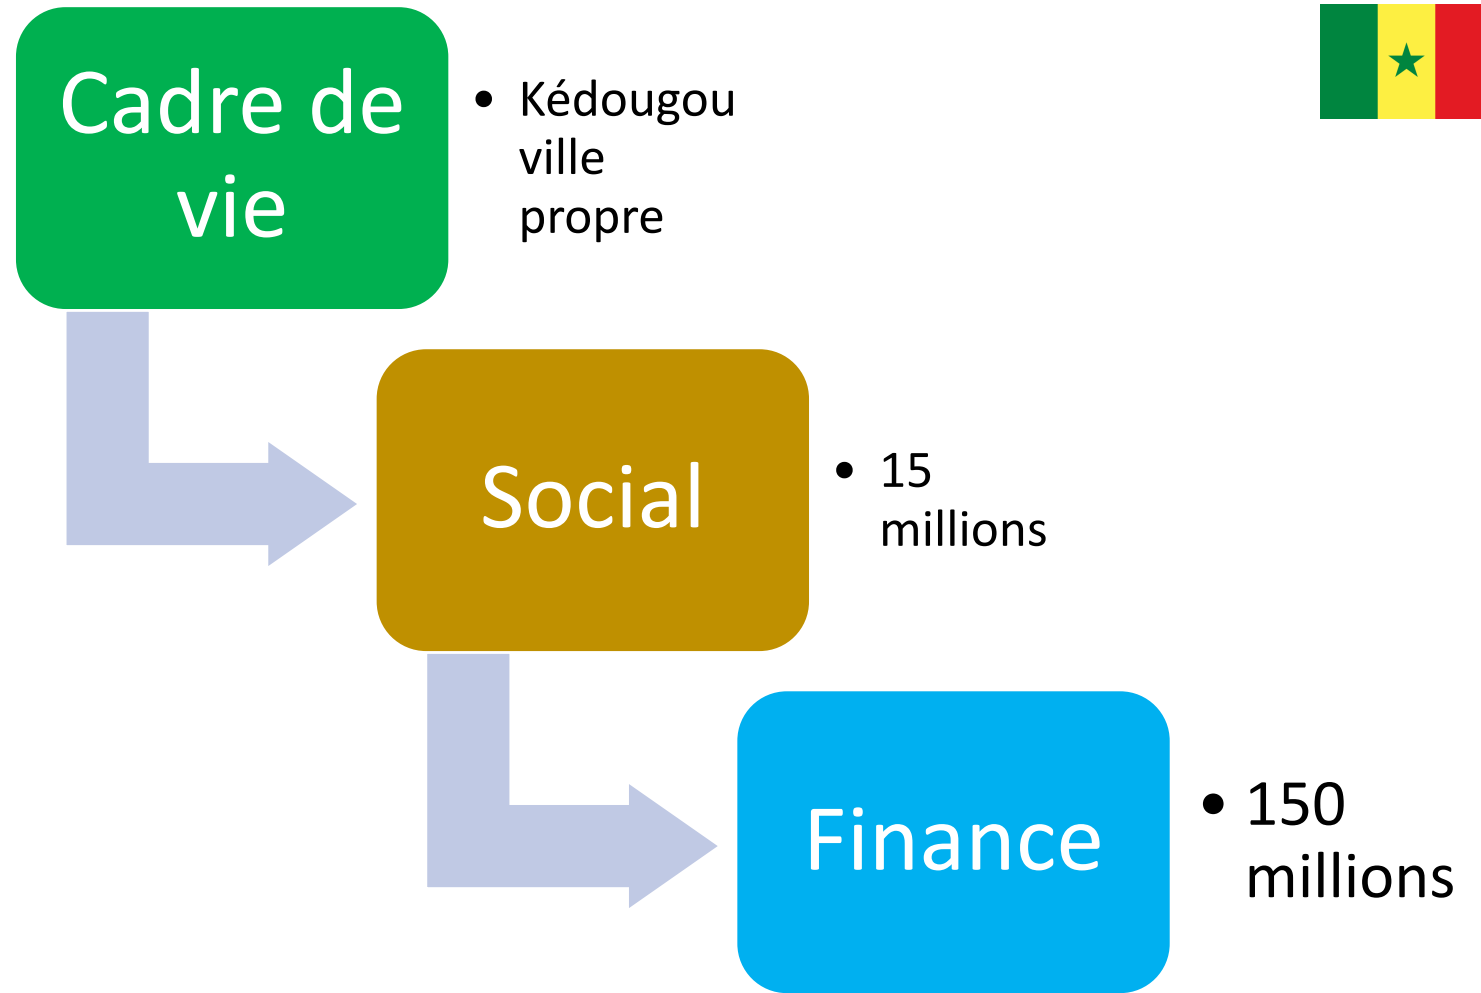 Cadre de
vie
• Kédougou
ville
propre
Social
• 15
millions
Finance
• 150
millions